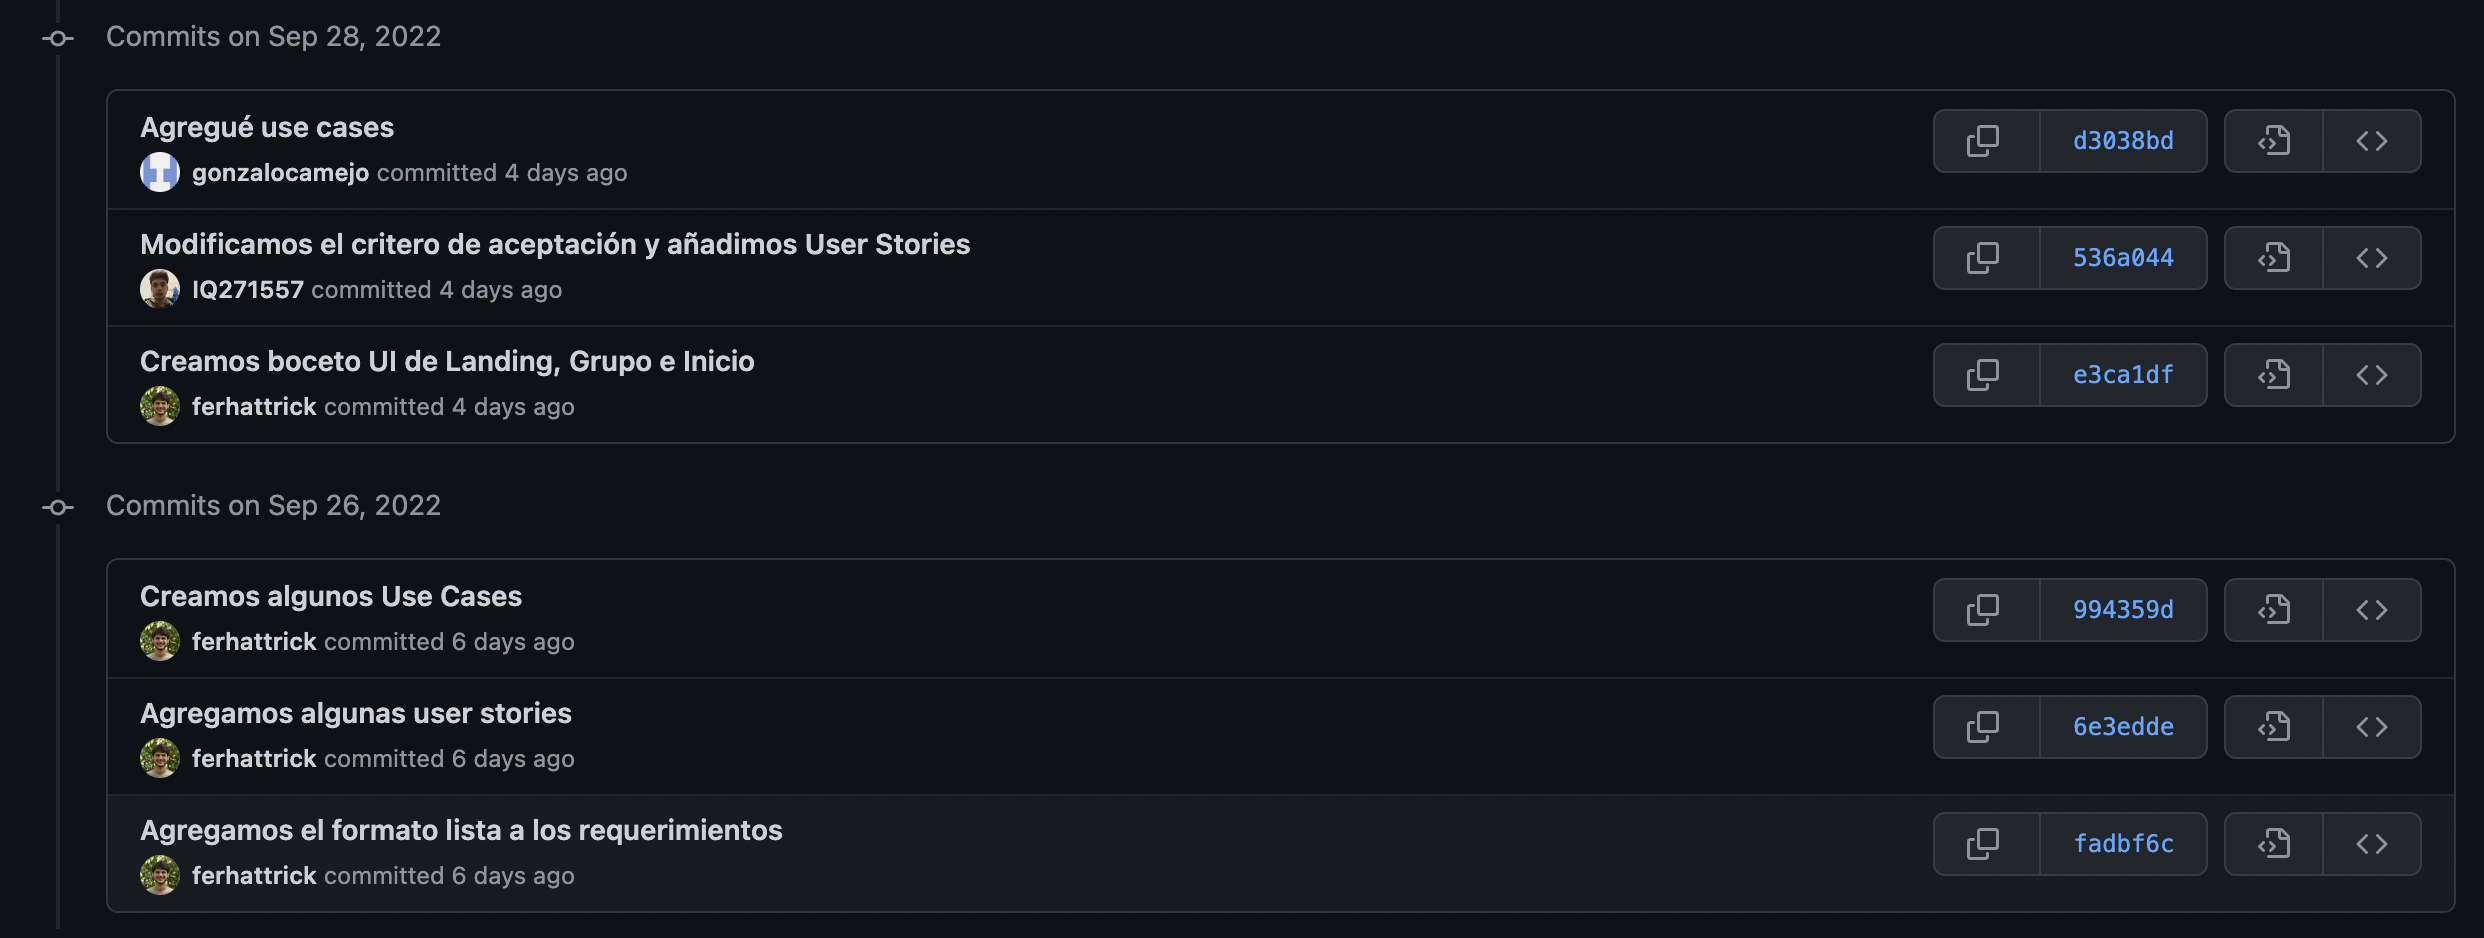 Commits on Sep 28, 2022
Agregué use cases
d3038bd
gonzalocamejo committed 4 days ago
Modificamos el critero de aceptación y añadimos User Stories
536a044
IQ271557 committed 4 days ago
Creamos boceto UI de Landing, Grupo e Inicio
e3ca1df
ferhattrick committed 4 days ago
Commits on Sep 26, 2022
Creamos algunos Use Cases
994359d
ferhattrick committed 6 days ago
Agregamos algunas user stories
6e3edde
ferhattrick committed 6 days ago
Agregamos el formato lista a los requerimientos
fadbf6c
ferhattrick committed 6 days ago